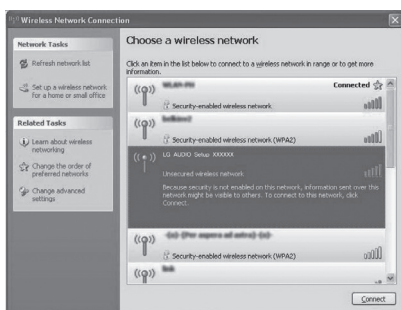 Wireless Network Connection
Network Tasks
Refresh network list
Set up a wireless network
for a home or small office
Related Tasks
Learn about wireless
networking
Change the order of
preferred networks
Change advanced
settings
Choose a wireless network
Click an item in the list below to connect to a wireless network in range or to get more
information.
Connected
Security-enabled wireless network
Security-enabled wireless network (WPA2)
LG AUDIO Setup XXXXXX
Unsecured wireless network
Because security is not enabled on this network, information sent over this
network might be visible to others. To connect to this network, click
Connect.
Security-enabled wireless network (WPA2)
Connect